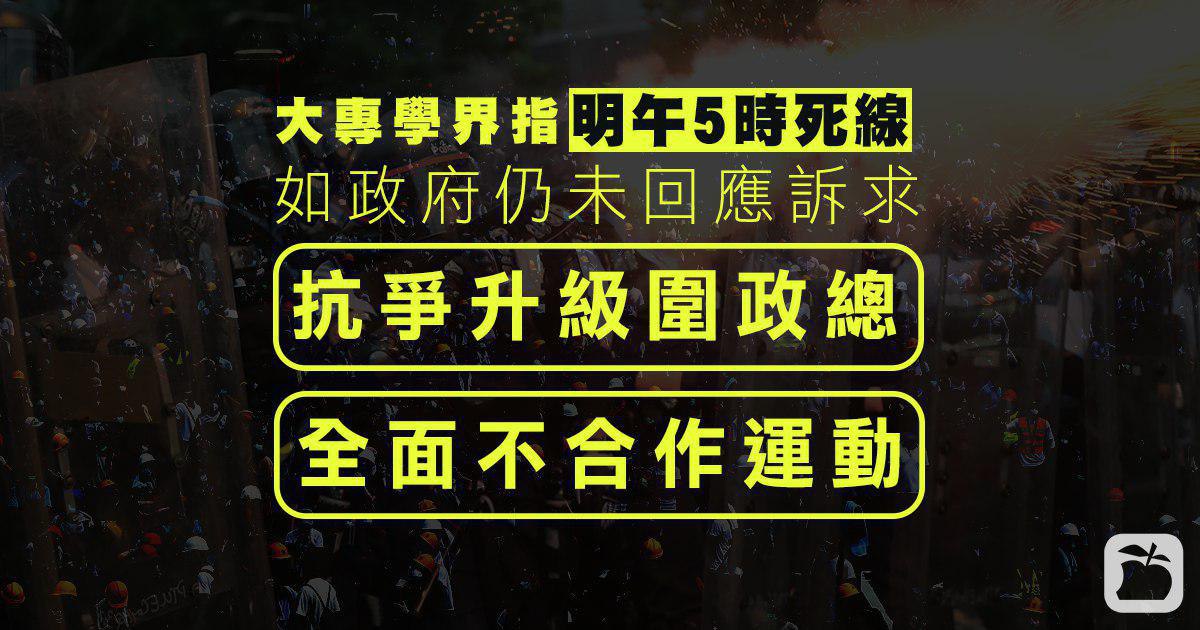 大專學界指明午5時死線
如政府仍未回應訴求
抗爭升級圍政總
全面不合作運動